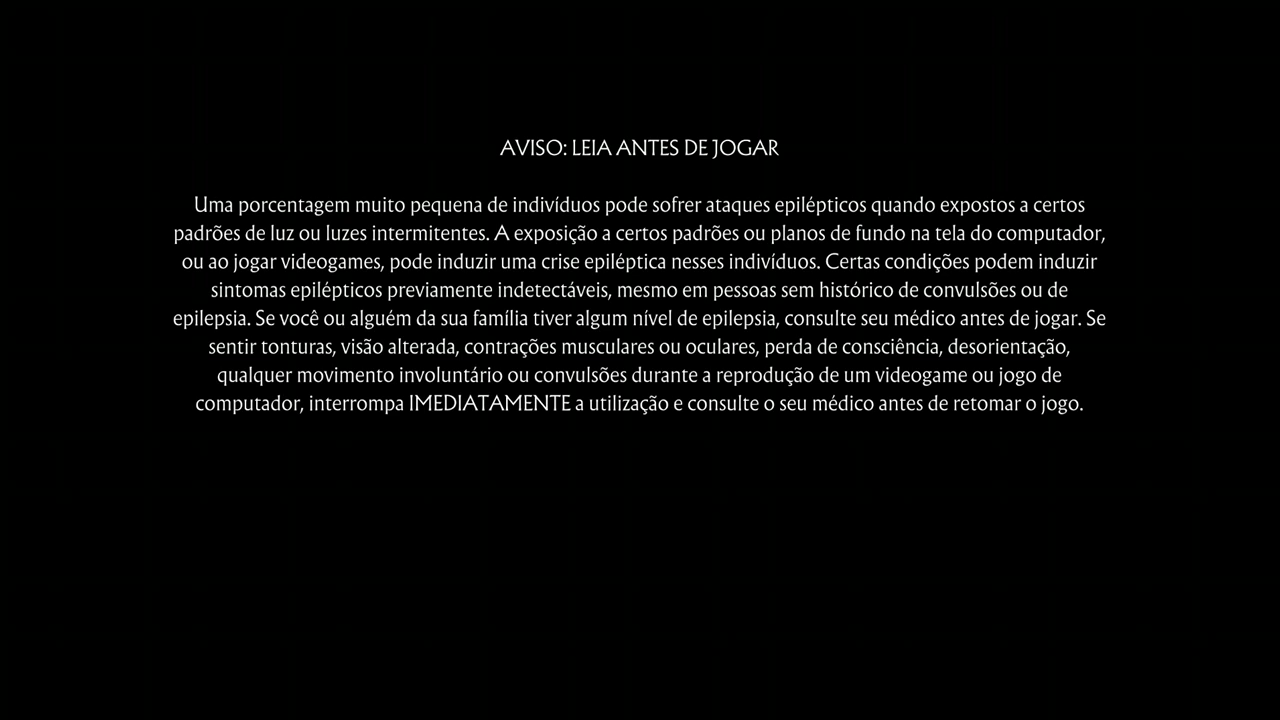 AVISO: LEIA ANTES DE JOGAR
Uma porcentagem muito pequena de indivíduos pode sofrer ataques epilépticos quando expostos a certos
padrões de luz ou luzes intermitentes. A exposição a certos padrões ou planos de fundo na tela do computador,
ou ao jogar videogames, pode induzir uma crise epiléptica nesses indivíduos. Certas condições podem induzir
sintomas epilépticos previamente indetectáveis, mesmo em pessoas sem histórico de convulsões ou de
epilepsia. Se você ou alguém da sua família tiver algum nível de epilepsia, consulte seu médico antes de jogar. Se
sentir tonturas, visão alterada, contrações musculares ou oculares, perda de consciência, desorientação,
qualquer movimento involuntário ou convulsões durante a reprodução de um videogame ou jogo de
computador, interrompa IMEDIATAMENTE a utilização e consulte o seu médico antes de retomar o jogo.